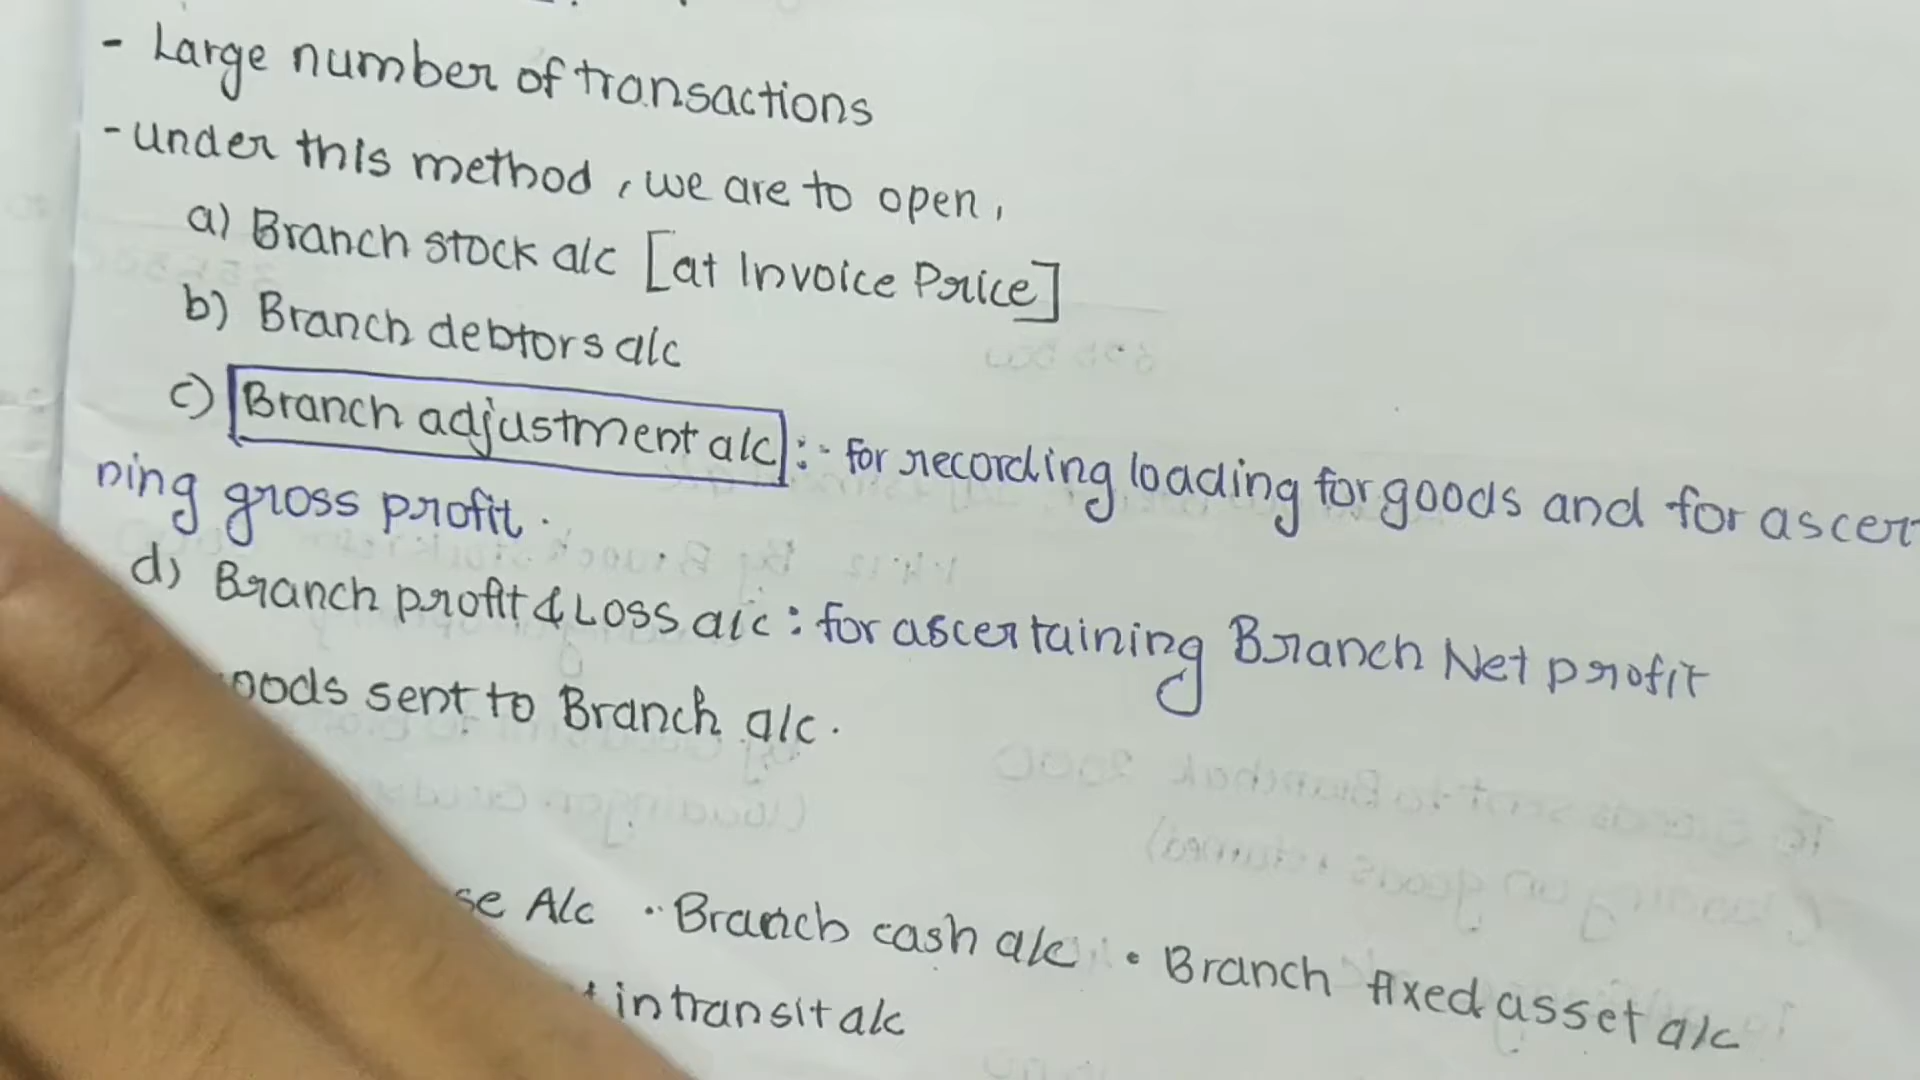 - Large number of transactions
- under this method, we are to open,
a) Branch stock a/c [at Invoice Price]
b) Branch debtors a/c
c) Branch adjustment a/c :- for recording loading for goods and for ascer
ning gross profit.
d) Branch profit & Loss a/c : for ascertaining Branch Net profit
oods sent to Branch a/c.
se A/c • Branch cash a/c • Branch fixed asset a/c
in transit a/c